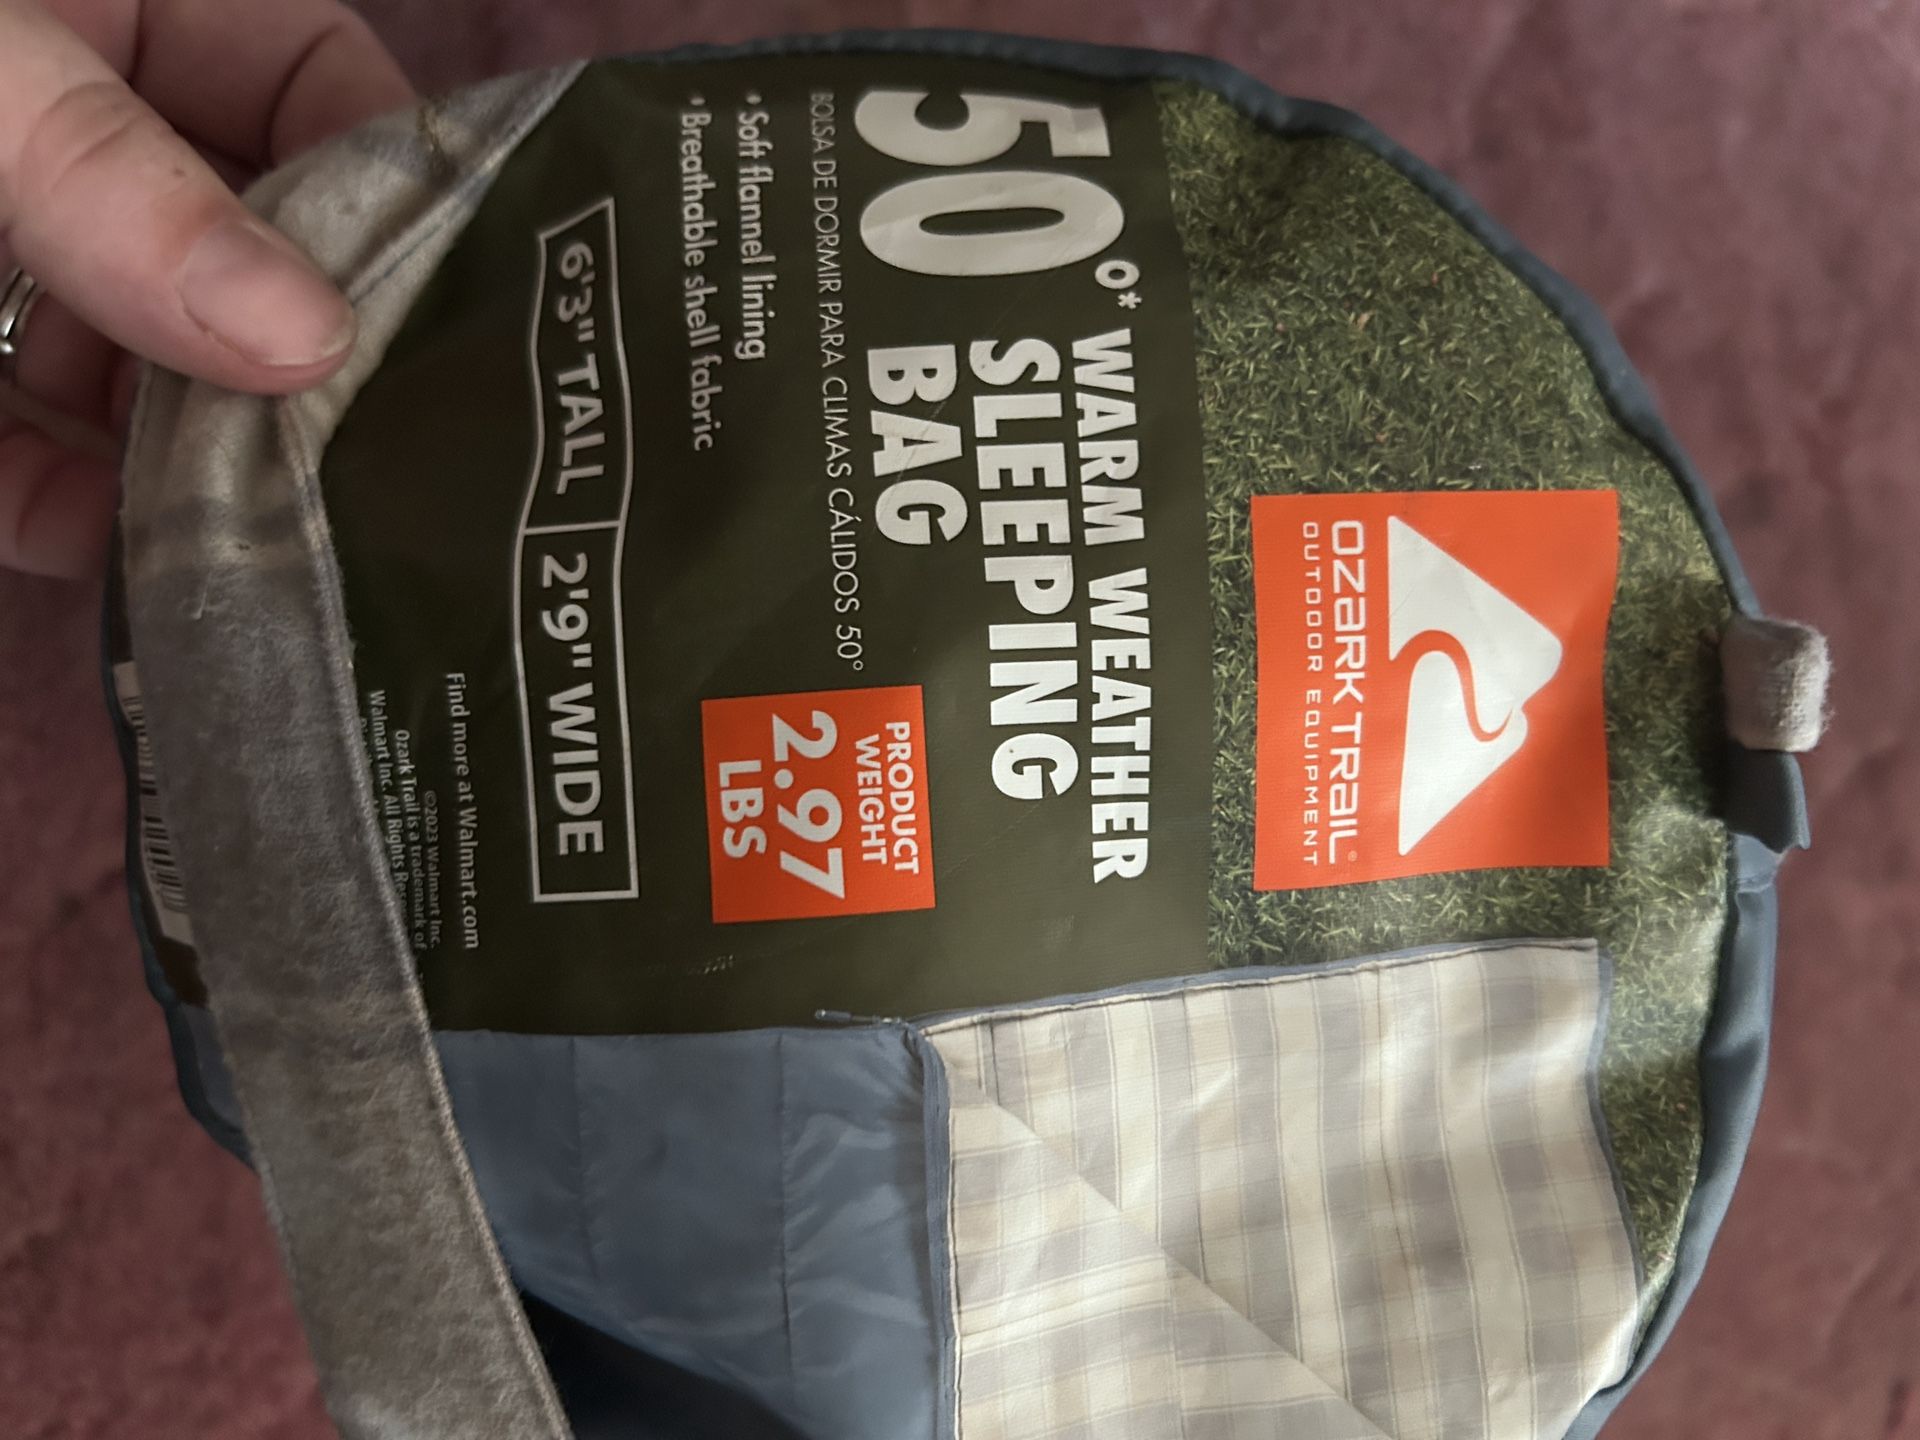 OZARK TRAIL®
OUTDOOR EQUIPMENT
50°* WARM WEATHER
SLEEPING
BAG
BOLSA DE DORMIR PARA CLIMAS CÁLIDOS 50°
• Soft flannel lining
• Breathable shell fabric
PRODUCT
WEIGHT
2.97
LBS
6'3" TALL
2'9" WIDE
Find more at Walmart.com
©2023 Walmart Inc.
Ozark Trail is a trademark of
Walmart Inc. All Rights